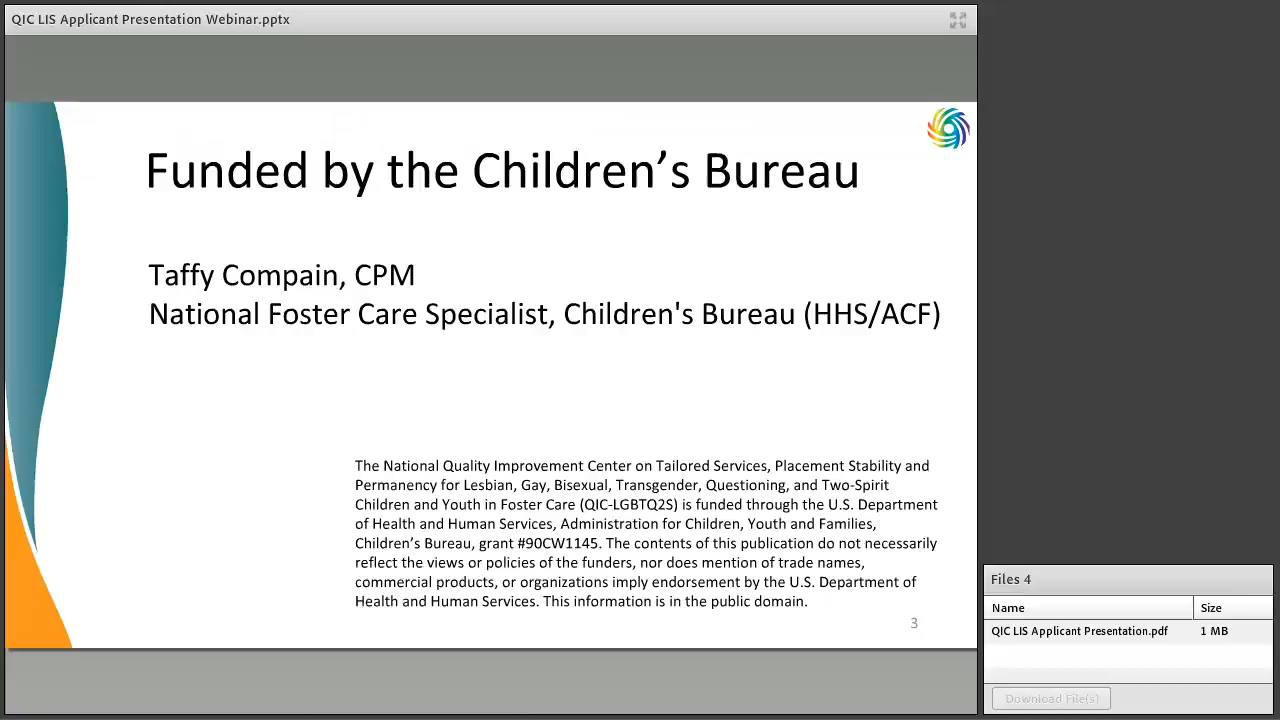 QIC LIS Applicant Presentation Webinar.pptx
Funded by the Children’s Bureau
Taffy Compain, CPM
National Foster Care Specialist, Children's Bureau (HHS/ACF)
The National Quality Improvement Center on Tailored Services, Placement Stability and
Permanency for Lesbian, Gay, Bisexual, Transgender, Questioning, and Two-Spirit
Children and Youth in Foster Care (QIC-LGBTQ2S) is funded through the U.S. Department
of Health and Human Services, Administration for Children, Youth and Families,
Children’s Bureau, grant #90CW1145. The contents of this publication do not necessarily
reflect the views or policies of the funders, nor does mention of trade names,
commercial products, or organizations imply endorsement by the U.S. Department of
Health and Human Services. This information is in the public domain.
3
Files 4
Name Size
QIC LIS Applicant Presentation.pdf 1 MB
Download File(s)